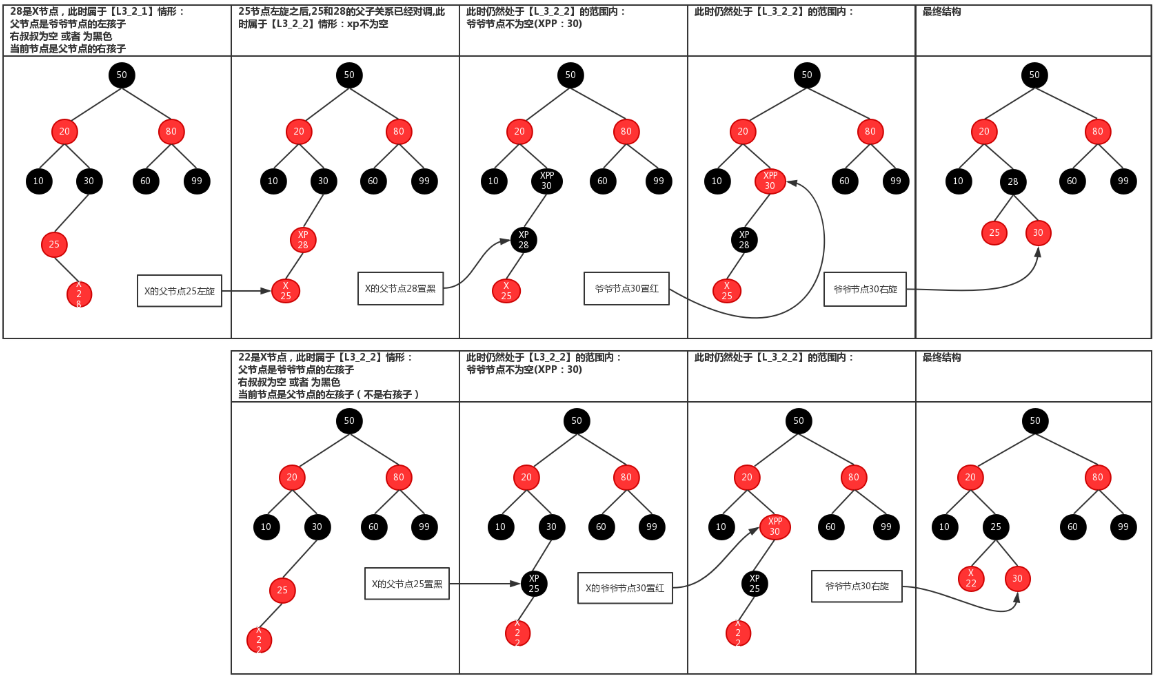 28是X节点，此时属于【L3_2_1】情形：
父节点是爷爷节点的左孩子
右叔叔为空 或者 为黑色
当前节点是父节点的右孩子
50
20
80
10
30
60
99
25
X
2
8
X的父节点25左旋
25节点左旋之后,25和28的父子关系已经对调,此
时属于【L3_2_2】情形：xp不为空
50
20
80
10
30
60
99
XP
28
X
25
此时仍然处于【L_3_2_2】的范围内：
爷爷节点不为空(XPP：30)
50
20
80
10
XPP
30
60
99
XP
28
X
25
X的父节点28置黑
此时仍然处于【L_3_2_2】的范围内：
50
20
80
10
XPP
30
60
99
XP
28
X
25
爷爷节点30置红
最终结构
50
20
80
10
28
60
99
25
30
爷爷节点30右旋
22是X节点，此时属于【L3_2_2】情形：
父节点是爷爷节点的左孩子
右叔叔为空 或者 为黑色
当前节点是父节点的左孩子（不是右孩子）
50
20
80
10
30
60
99
25
X
2
2
X的父节点25置黑
此时仍然处于【L3_2_2】的范围内：
爷爷节点不为空(XPP：30)
50
20
80
10
30
60
99
XP
25
X
2
2
X的爷爷节点30置红
此时仍然处于【L_3_2_2】的范围内：
50
20
80
10
XPP
30
60
99
XP
25
X
2
2
爷爷节点30右旋
最终结构
50
20
80
10
25
60
99
X
22
30